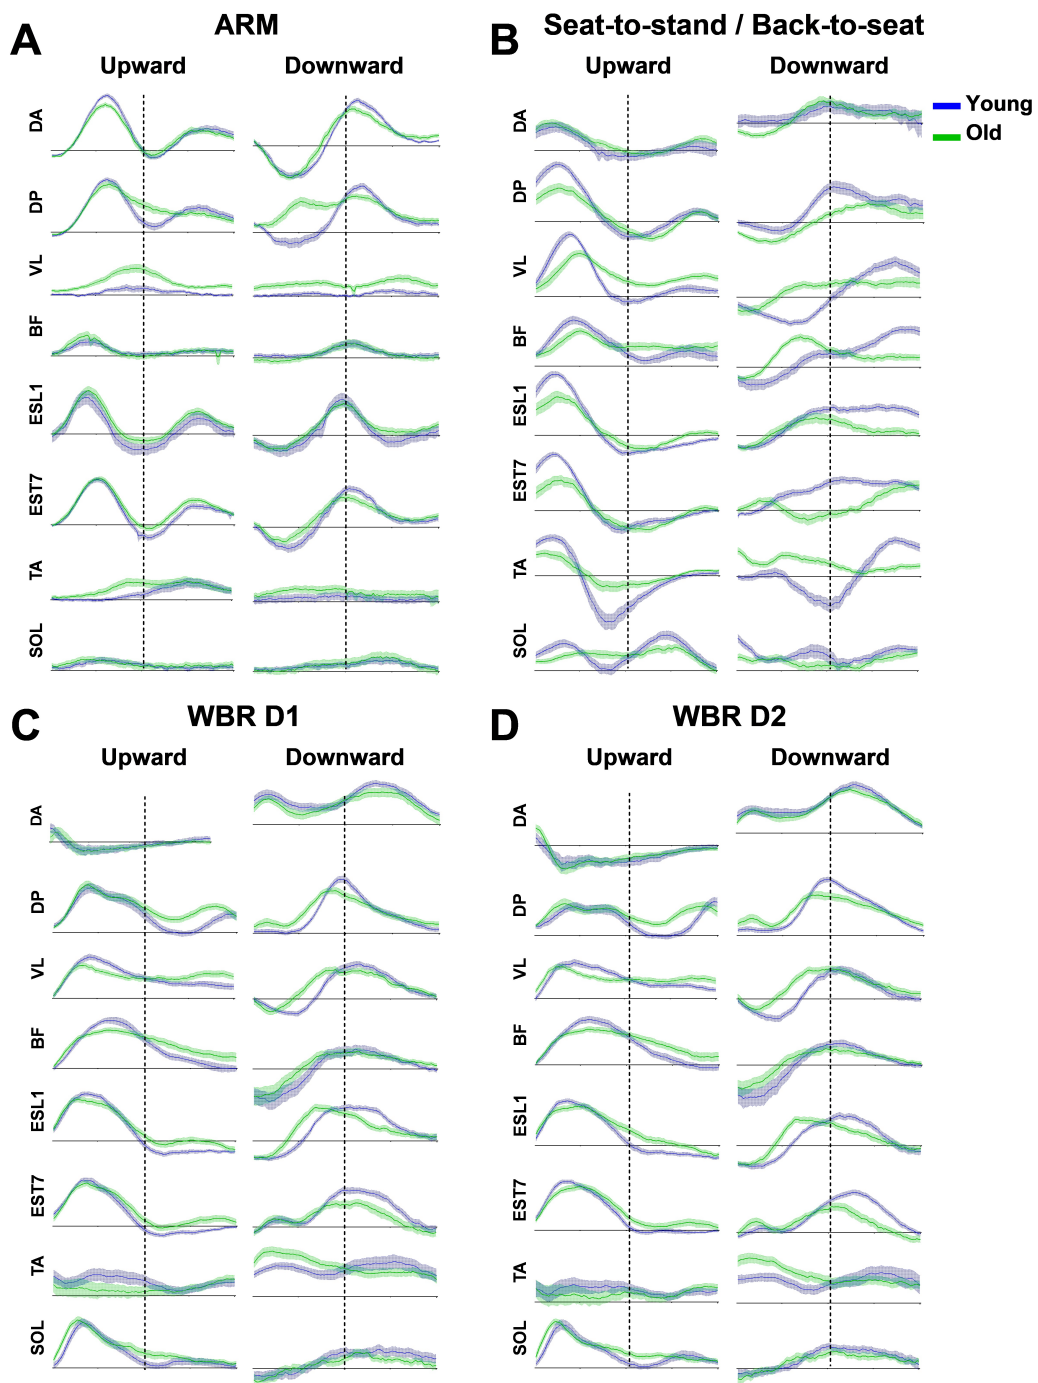 A
ARM
Upward
Downward
DA
DP
VL
BF
ESL1
EST7
TA
SOL
B
Seat-to-stand / Back-to-seat
Upward
Downward
Young
Old
DA
DP
VL
BF
ESL1
EST7
TA
SOL
C
WBR D1
Upward
Downward
DA
DP
VL
BF
ESL1
EST7
TA
SOL
D
WBR D2
Upward
Downward
DA
DP
VL
BF
ESL1
EST7
TA
SOL